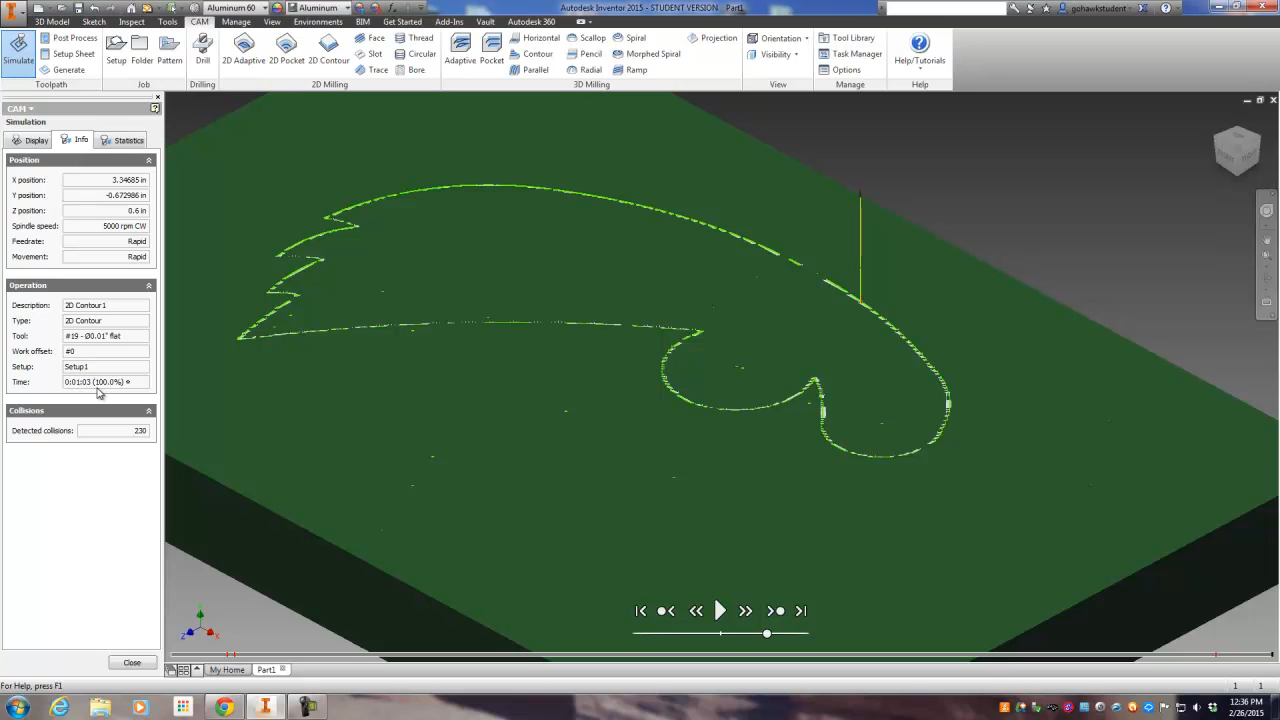 Aluminum 60
Aluminum
Autodesk Inventor 2015 - STUDENT VERSION Part1
gohawkstudent
3D Model Sketch Inspect Tools CAM Manage View Environments BIM Get Started Add-Ins Vault Autodesk 360
Simulate
Post Process
Setup Sheet
Generate
Setup Folder Pattern
Drill
2D Adaptive 2D Pocket 2D Contour
Face
Slot
Trace
Thread
Circular
Bore
Adaptive Pocket
Horizontal
Contour
Parallel
Scallop
Pencil
Radial
Spiral
Morphed Spiral
Ramp
Projection
Orientation
Visibility
Tool Library
Task Manager
Options
Help/Tutorials
Toolpath Job Drilling 2D Milling 3D Milling View Manage Help
CAM
Simulation
Display Info Statistics
Position
X position: 3.34685 in
Y position: -0.672986 in
Z position: 0.6 in
Spindle speed: 5000 rpm CW
Feedrate: Rapid
Movement: Rapid
Operation
Description: 2D Contour1
Type: 2D Contour
Tool: #19 - Ø0.01" flat
Work offset: #0
Setup: Setup1
Time: 0:01:03 (100.0%)
Collisions
Detected collisions: 230
Z X
Close
My Home Part1
For Help, press F1
1 1
12:36 PM
2/26/2015